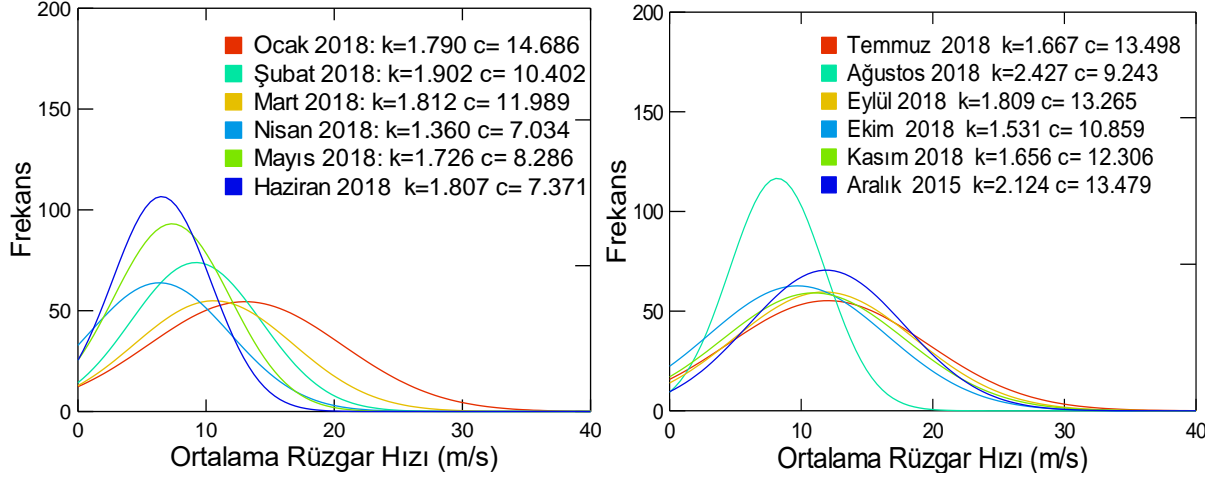 200
150
100
50
0
Frekans
Ocak 2018: k=1.790 c= 14.686
Şubat 2018: k=1.902 c= 10.402
Mart 2018: k=1.812 c= 11.989
Nisan 2018: k=1.360 c= 7.034
Mayıs 2018: k=1.726 c= 8.286
Haziran 2018 k=1.807 c= 7.371
0 10 20 30 40
Ortalama Rüzgar Hızı (m/s)
200
150
100
50
0
Frekans
Temmuz 2018 k=1.667 c= 13.498
Ağustos 2018 k=2.427 c= 9.243
Eylül 2018 k=1.809 c= 13.265
Ekim 2018 k=1.531 c= 10.859
Kasım 2018 k=1.656 c= 12.306
Aralık 2015 k=2.124 c= 13.479
0 10 20 30 40
Ortalama Rüzgar Hızı (m/s)